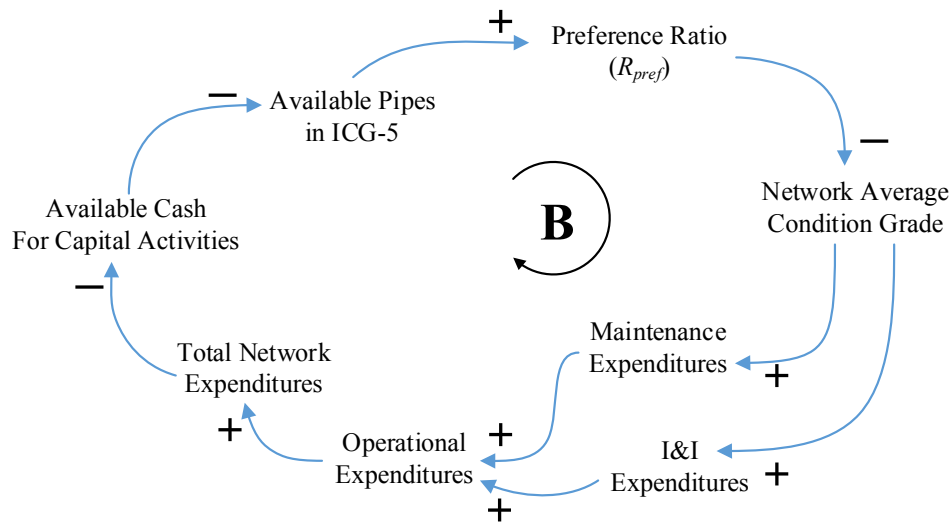 +
Preference Ratio
(R_pref)
−
Available Pipes
in ICG-5
−
Network Average
Condition Grade
Available Cash
For Capital Activities
B
−
Maintenance
Expenditures
+
Total Network
Expenditures
+
Operational
Expenditures
+
I&I
Expenditures
+
+